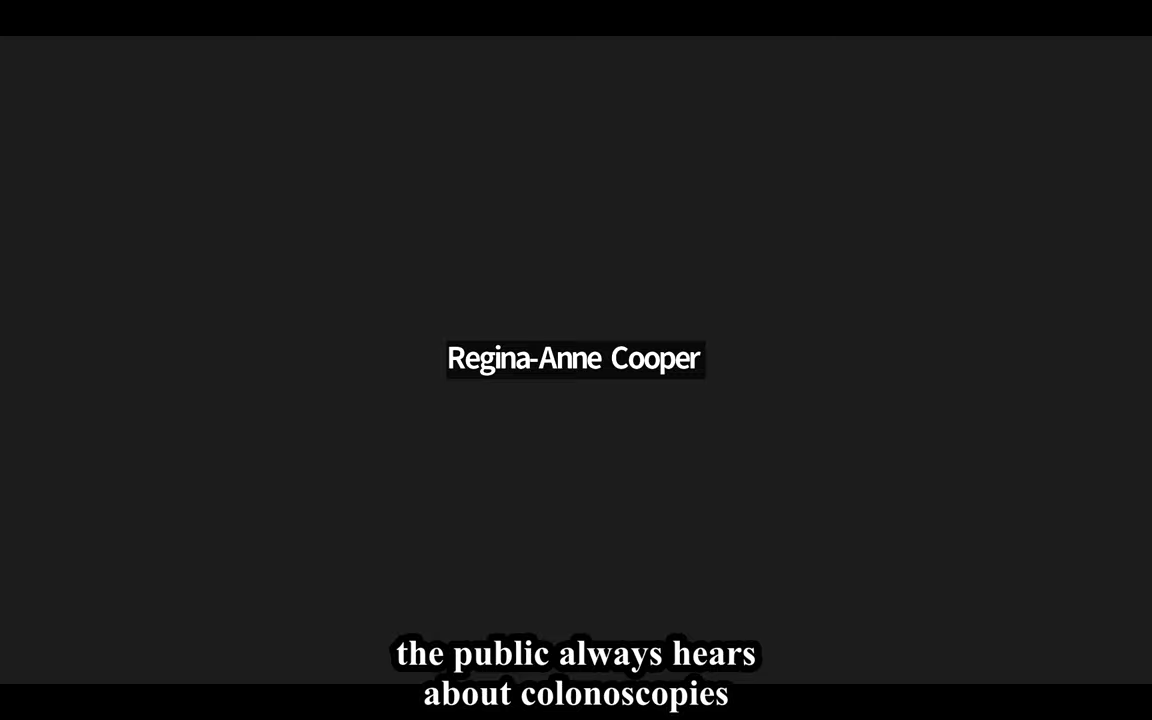 Regina-Anne Cooper
the public always hears
about colonoscopies